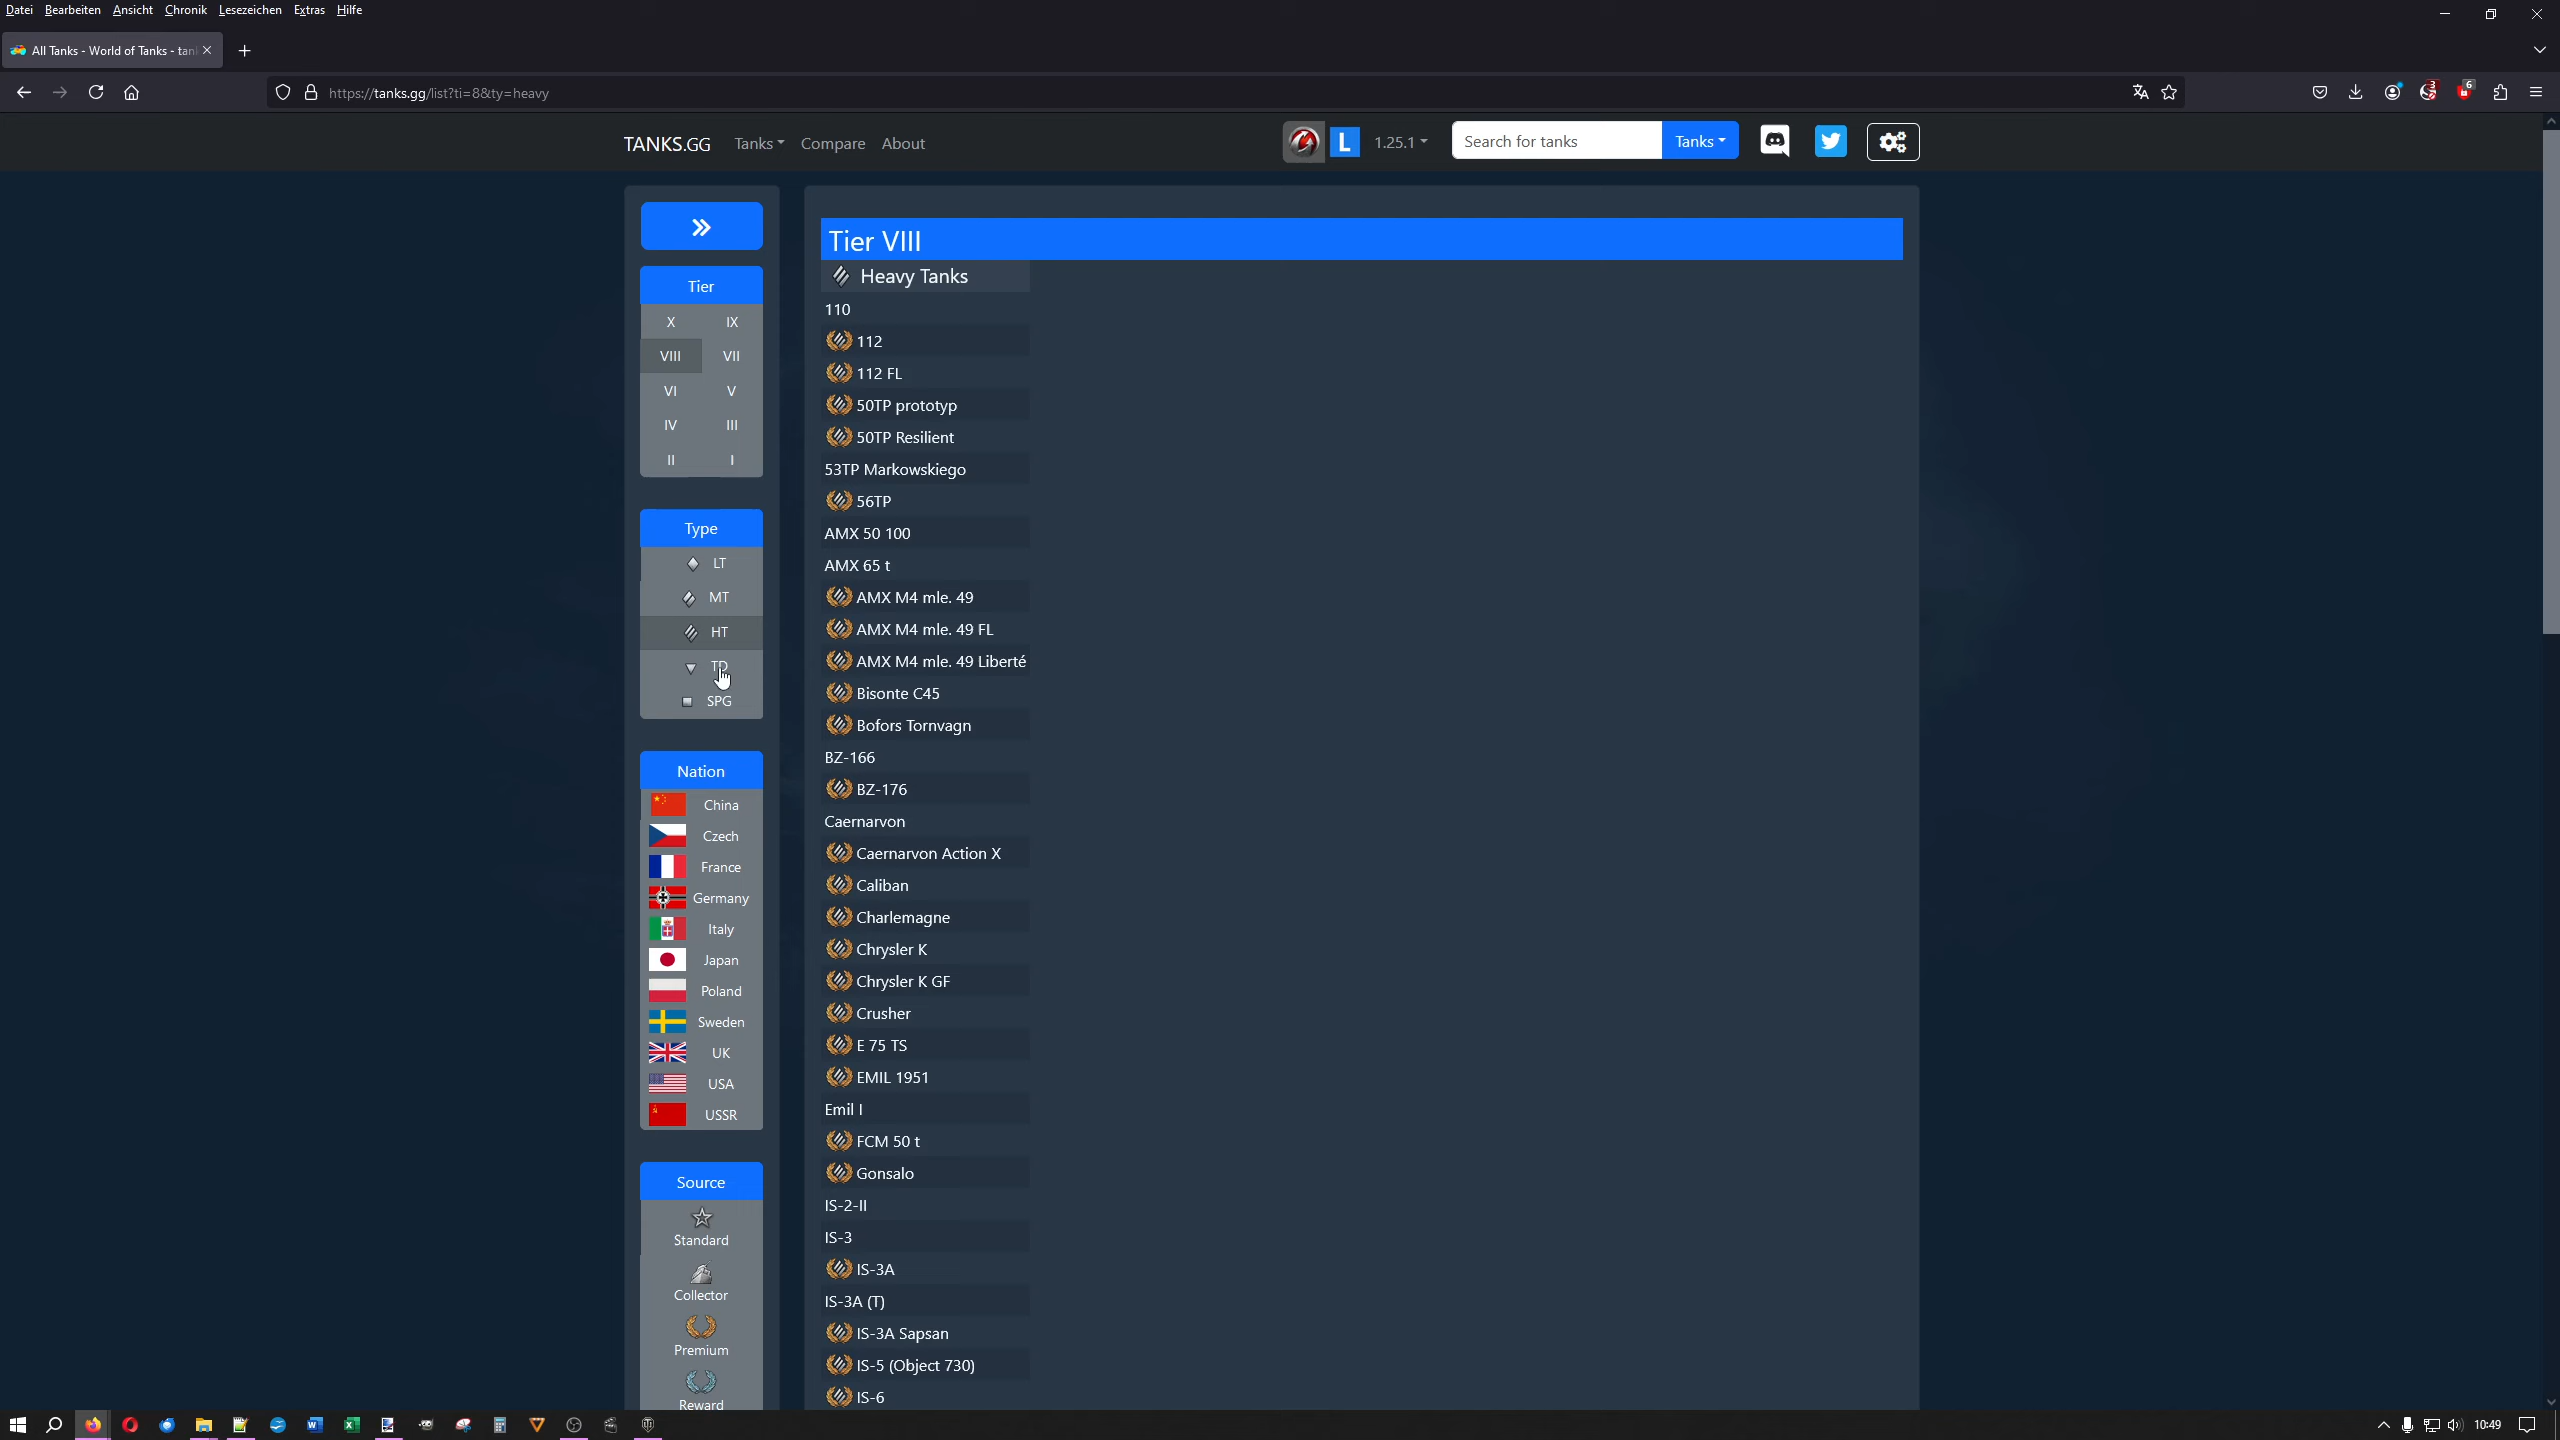 Datei Bearbeiten Ansicht Chronik Lesezeichen Extras Hilfe
All Tanks - World of Tanks - tan
https://tanks.gg/list?ti=8&ty=heavy
3
6
TANKS.GG Tanks Compare About
L 1.25.1 Search for tanks Tanks
Tier
X IX
VIII VII
VI V
IV III
II I
Type
LT
MT
HT
TD
SPG
Nation
China
Czech
France
Germany
Italy
Japan
Poland
Sweden
UK
USA
USSR
Source
Standard
Collector
Premium
Reward
Tier VIII
Heavy Tanks
110
112
112 FL
50TP prototyp
50TP Resilient
53TP Markowskiego
56TP
AMX 50 100
AMX 65 t
AMX M4 mle. 49
AMX M4 mle. 49 FL
AMX M4 mle. 49 Liberté
Bisonte C45
Bofors Tornvagn
BZ-166
BZ-176
Caernarvon
Caernarvon Action X
Caliban
Charlemagne
Chrysler K
Chrysler K GF
Crusher
E 75 TS
EMIL 1951
Emil I
FCM 50 t
Gonsalo
IS-2-II
IS-3
IS-3A
IS-3A (T)
IS-3A Sapsan
IS-5 (Object 730)
IS-6
10:49